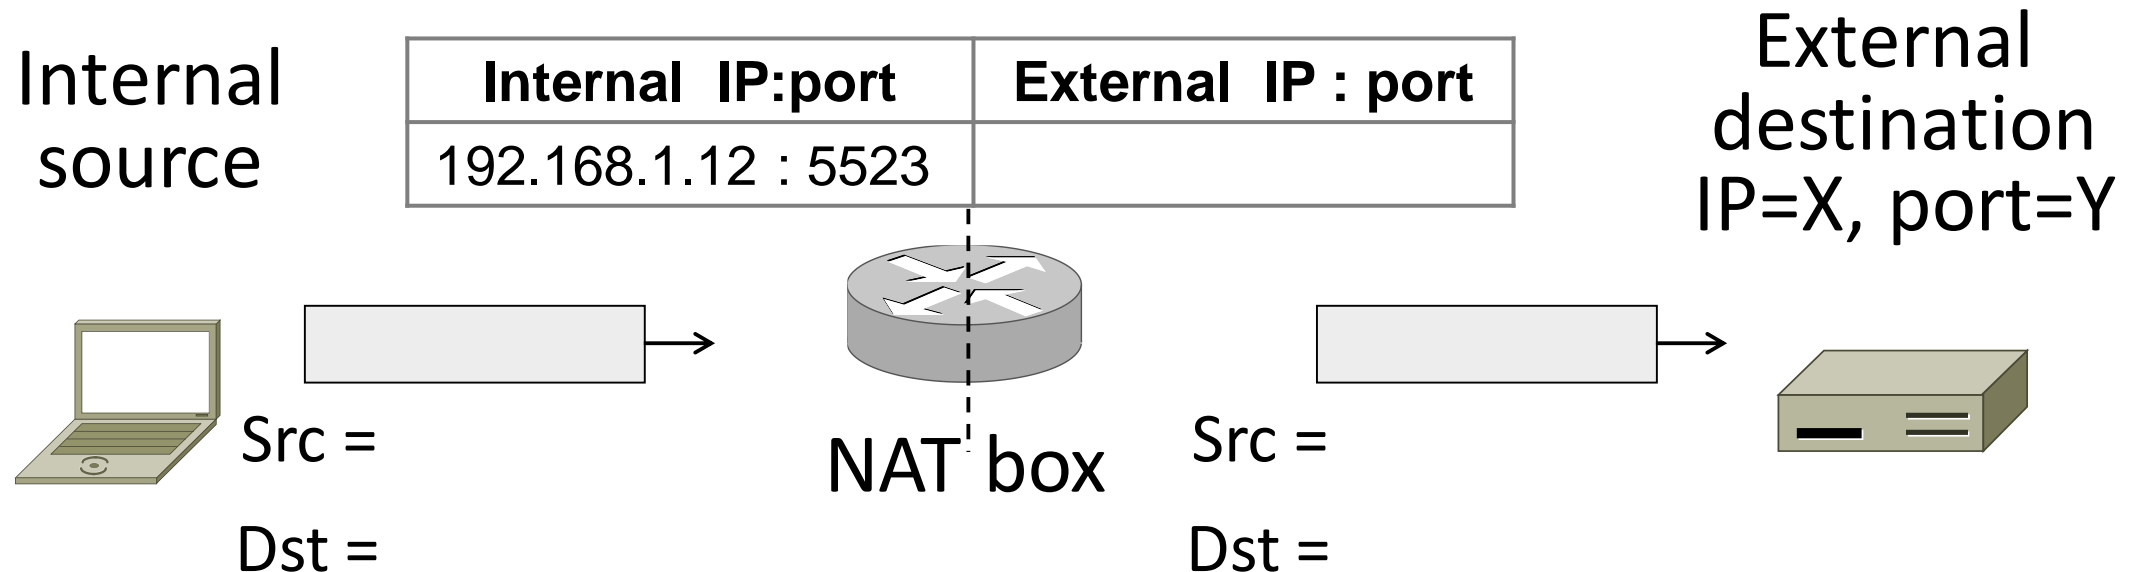 Internal
source
Internal IP:port
External IP : port
192.168.1.12 : 5523
External
destination
IP=X, port=Y
Src =
Dst =
NAT box
Src =
Dst =